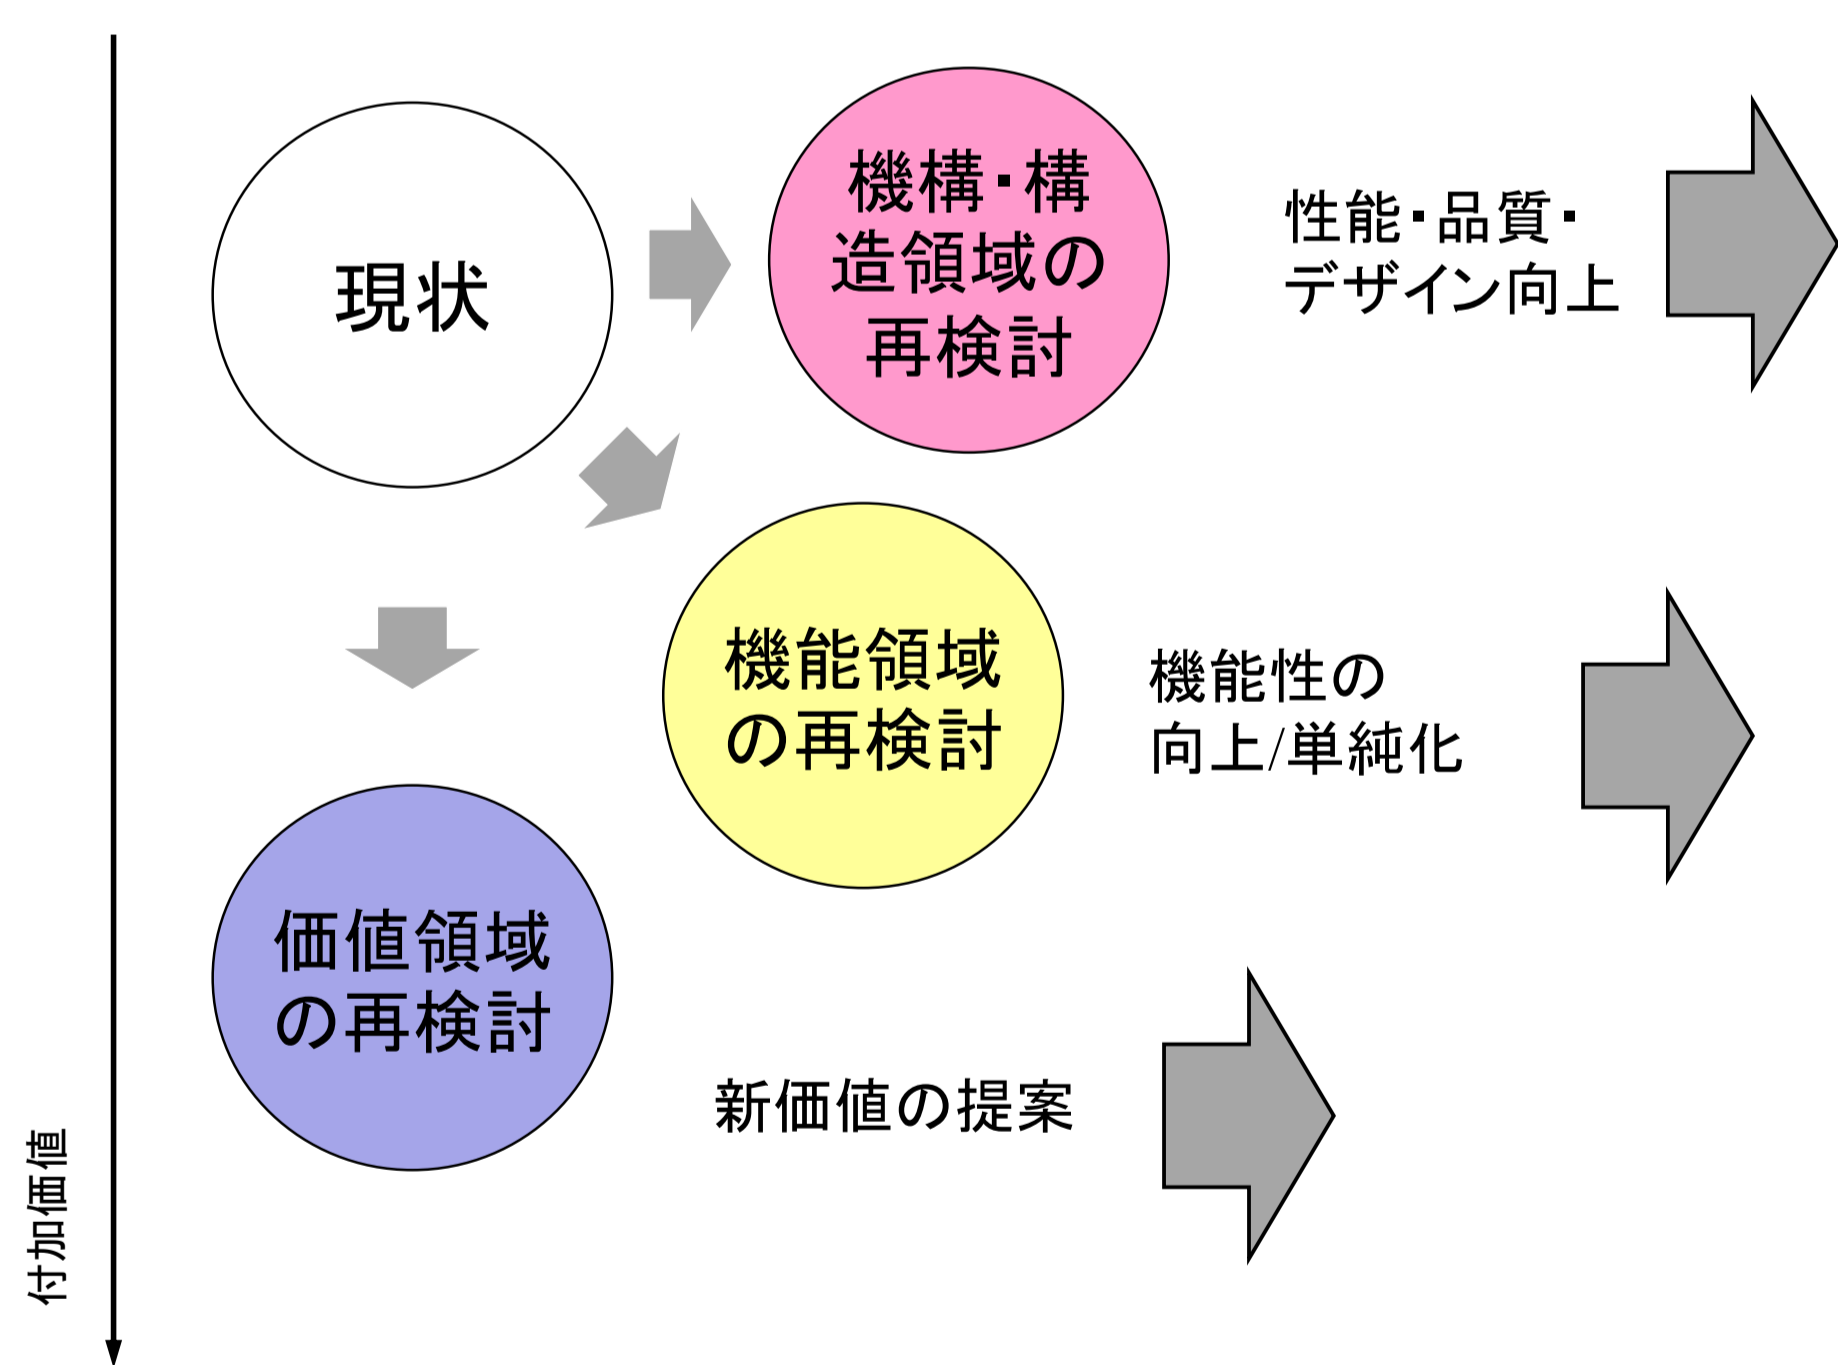 現状
機構・構
造領域の
再検討
性能・品質・
デザイン向上
機能領域
の再検討
機能性の
向上/単純化
価値領域
の再検討
新価値の提案
付加価値